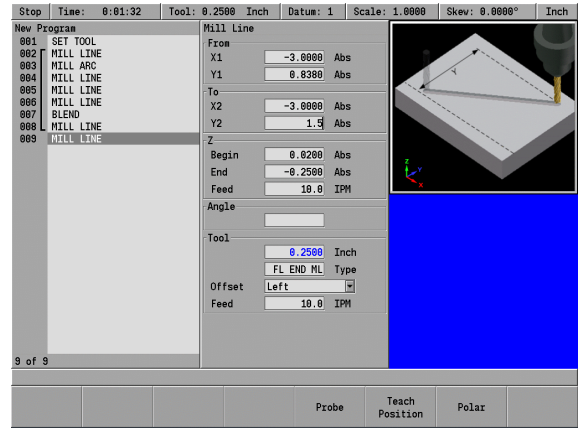 Stop Time: 0:01:32 Tool: 0.2500 Inch Datum: 1 Scale: 1.0000 Skew: 0.0000° Inch
New Program
001 SET TOOL
002 MILL LINE
003 MILL ARC
004 MILL LINE
005 MILL LINE
006 MILL LINE
007 BLEND
008 MILL LINE
009 MILL LINE
9 of 9
Mill Line
From
X1 -3.0000 Abs
Y1 0.8380 Abs
To
X2 -3.0000 Abs
Y2 1.5 Abs
Z
Begin 0.0200 Abs
End -0.2500 Abs
Feed 10.0 IPM
Angle
Tool
0.2500 Inch
FL END ML Type
Offset Left
Feed 10.0 IPM
Y
Z
Y
X
Probe
Teach
Position
Polar